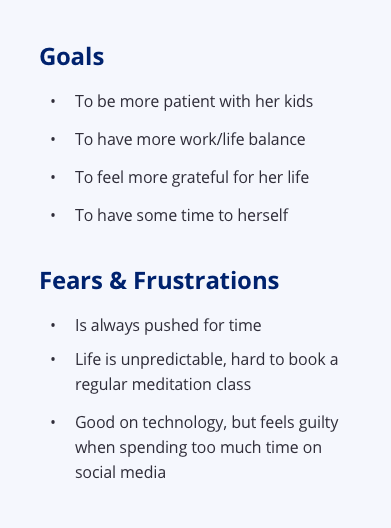 Goals
• To be more patient with her kids
• To have more work/life balance
• To feel more grateful for her life
• To have some time to herself
Fears & Frustrations
• Is always pushed for time
• Life is unpredictable, hard to book a
regular meditation class
• Good on technology, but feels guilty
when spending too much time on
social media